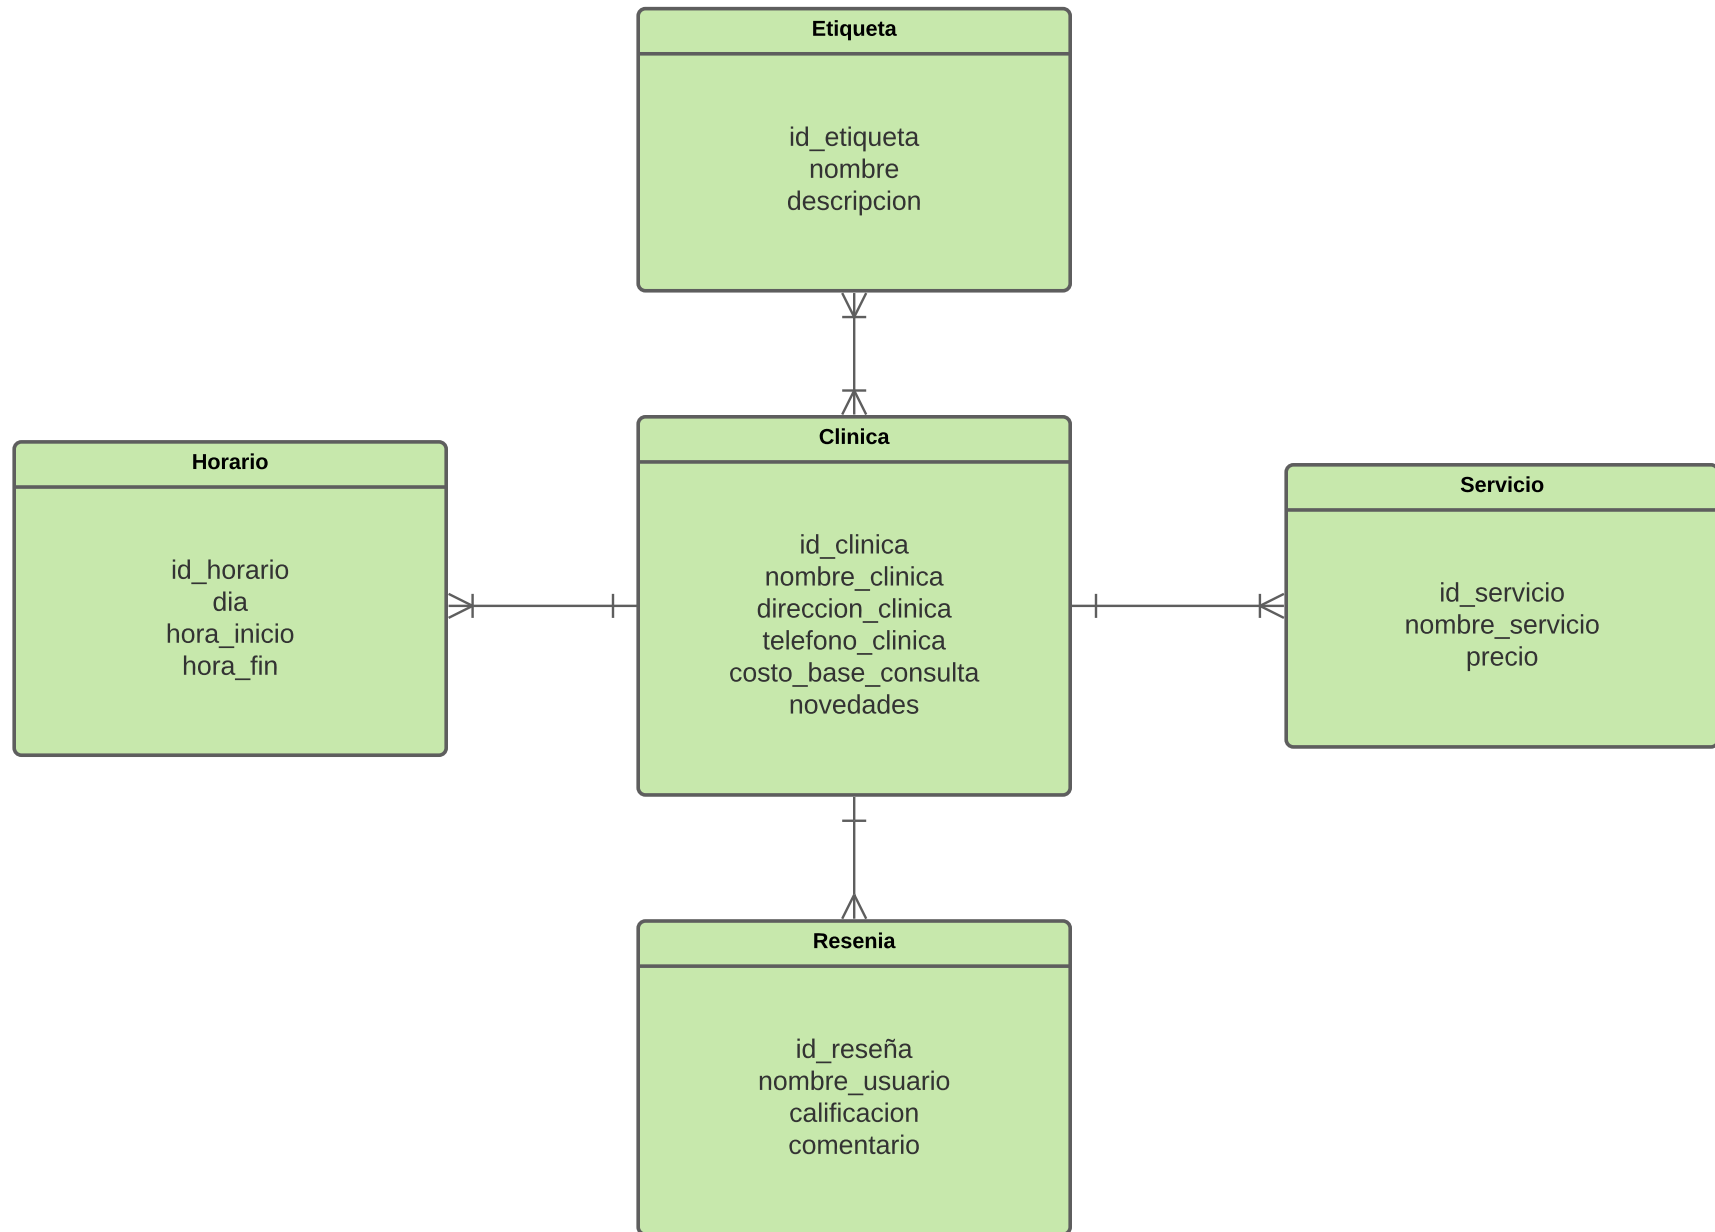 Etiqueta
id_etiqueta
nombre
descripcion
Clinica
id_clinica
nombre_clinica
direccion_clinica
telefono_clinica
costo_base_consulta
novedades
Horario
id_horario
dia
hora_inicio
hora_fin
Servicio
id_servicio
nombre_servicio
precio
Resenia
id_reseña
nombre_usuario
calificacion
comentario